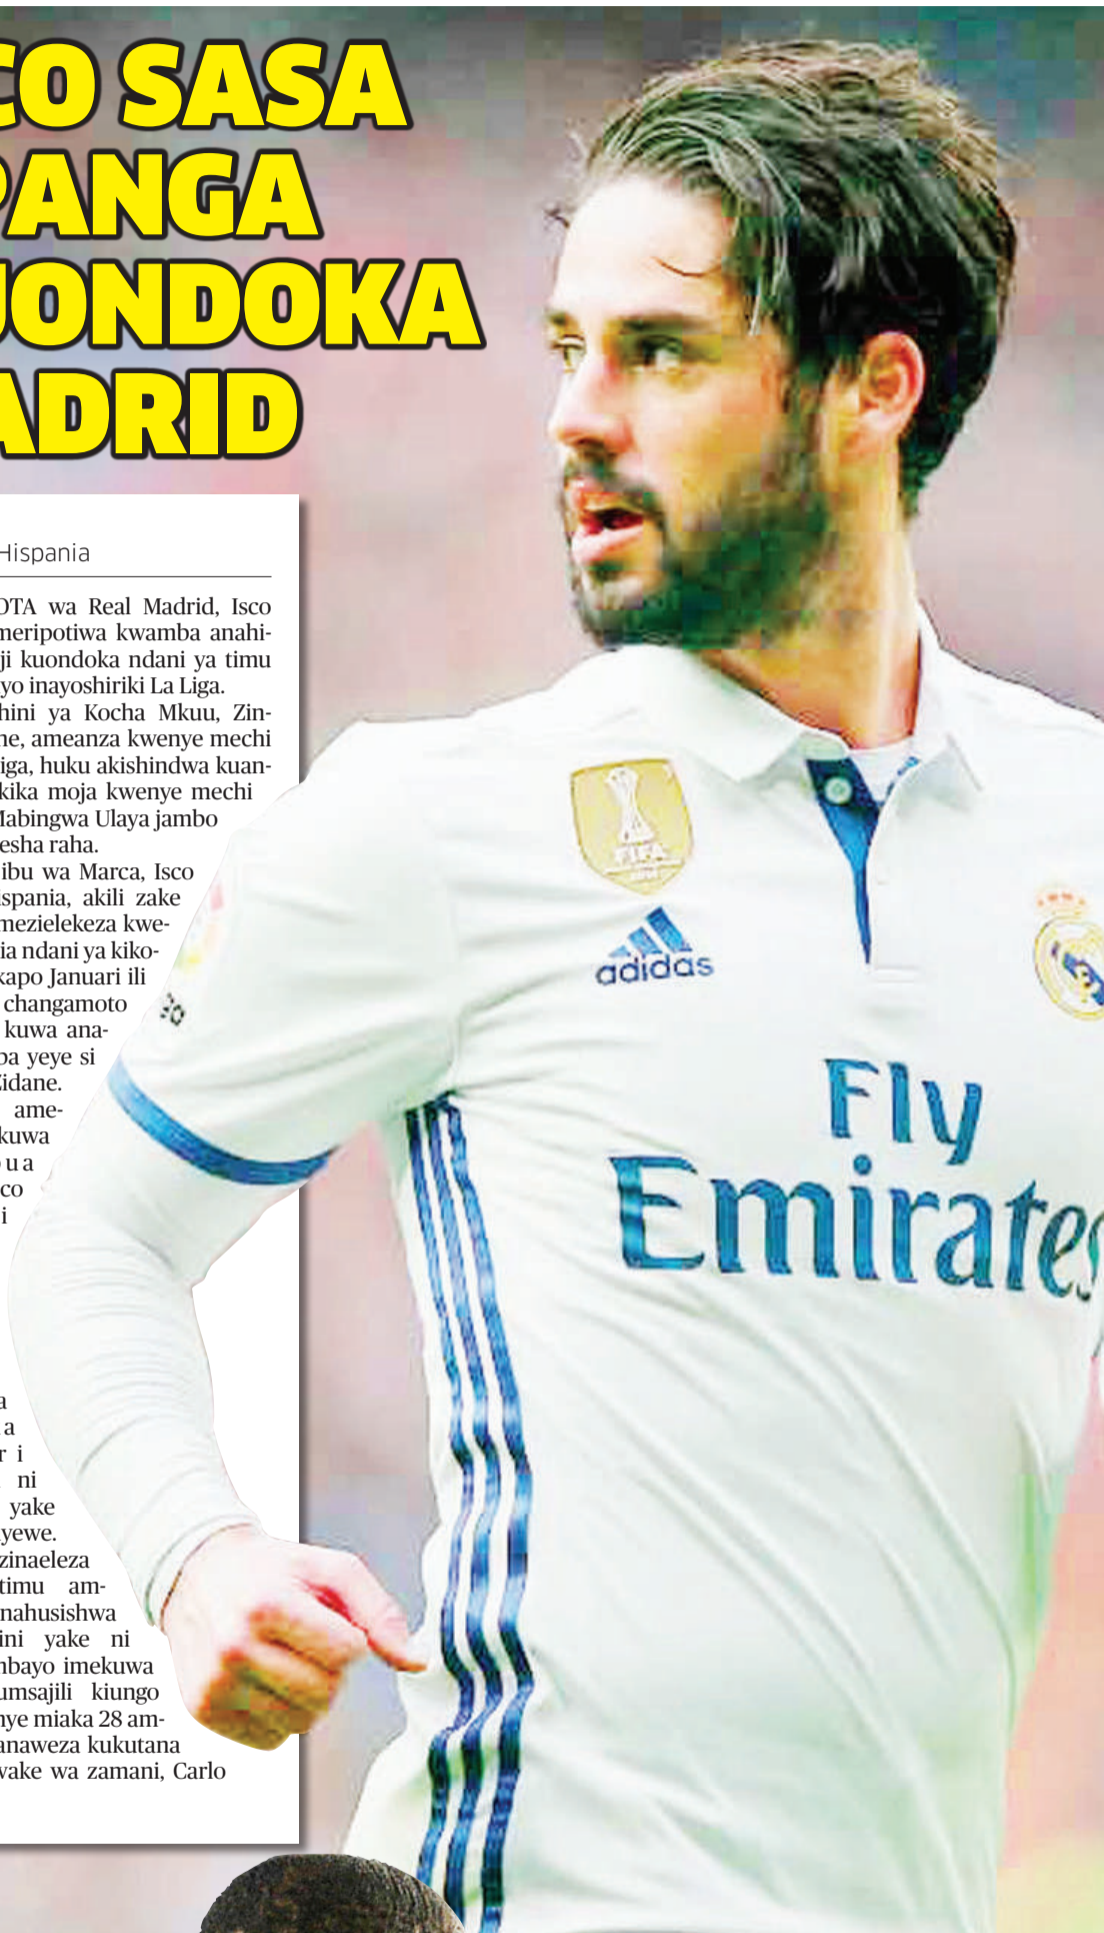 CO SASA
PANGA
UONDOKA
ADRID
Hispania
OTA wa Real Madrid, Isco
meripotiwa kwamba anahi-
ji kuondoka ndani ya timu
yo inayoshiriki La Liga.
hini ya Kocha Mkuu, Zin-
ne, ameanza kwenye mechi
iga, huku akishindwa kuan-
kika moja kwenye mechi
Mabingwa Ulaya jambo
esha raha.
ibu wa Marca, Isco
ispania, akili zake
mezielekeza kwe-
ia ndani ya kiko-
kapo Januari ili
changamoto
kuwa ana-
ba yeye si
Zidane.
ame-
kuwa
ua
co
i
a
a
r i
ni
yake
yewe.
zinaeleza
timu am-
nahusishwa
ini yake ni
mbayo imekuwa
umsajili kiungo
nye miaka 28 am-
anaweza kukutana
wake wa zamani, Carlo
FIFA
adidas
Fly
Emirates